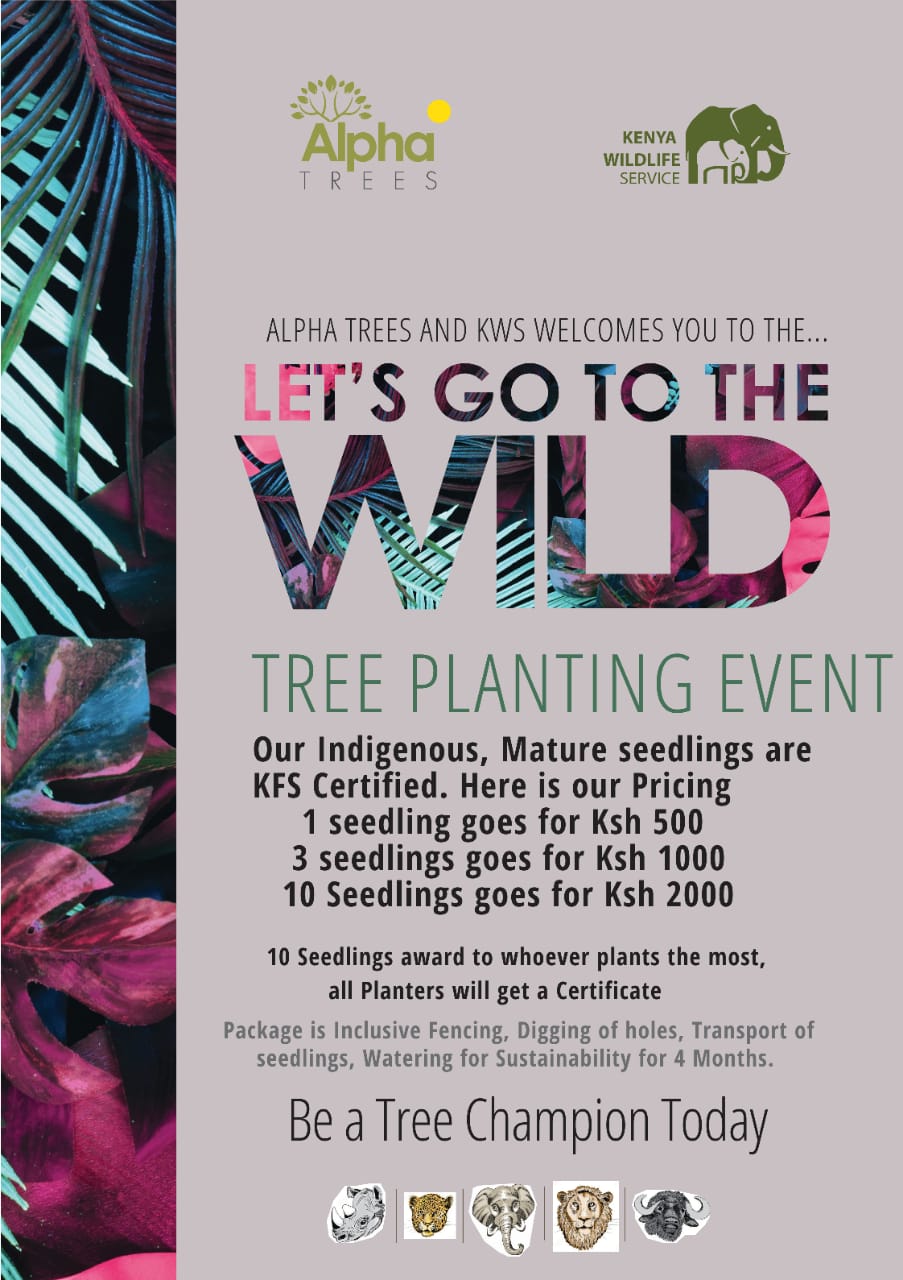 Alpha
TREES
KENYA
WILDLIFE
SERVICE
ALPHA TREES AND KWS WELCOMES YOU TO THE...
LET'S GO TO THE
WILD
TREE PLANTING EVENT
Our Indigenous, Mature seedlings are
KFS Certified. Here is our Pricing
1 seedling goes for Ksh 500
3 seedlings goes for Ksh 1000
10 Seedlings goes for Ksh 2000
10 Seedlings award to whoever plants the most,
all Planters will get a Certificate
Package is Inclusive Fencing, Digging of holes, Transport of
seedlings, Watering for Sustainability for 4 Months.
Be a Tree Champion Today